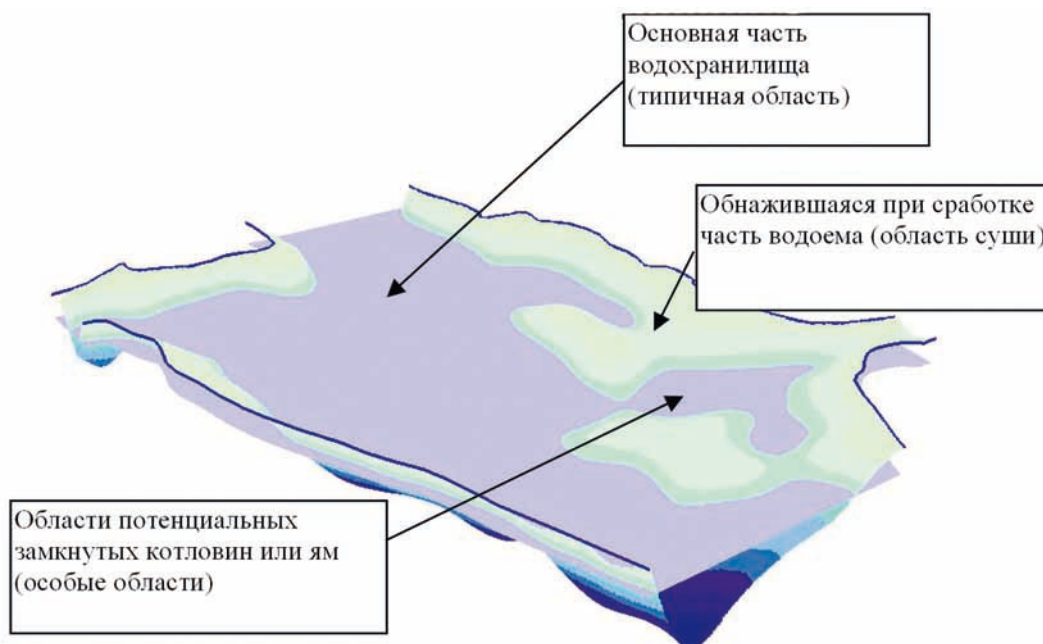 Основная часть
водохранилища
(типичная область)
Обнажившаяся при сработке
часть водоема (область суши)
Области потенциальных
замкнутых котловин или ям
(особые области)